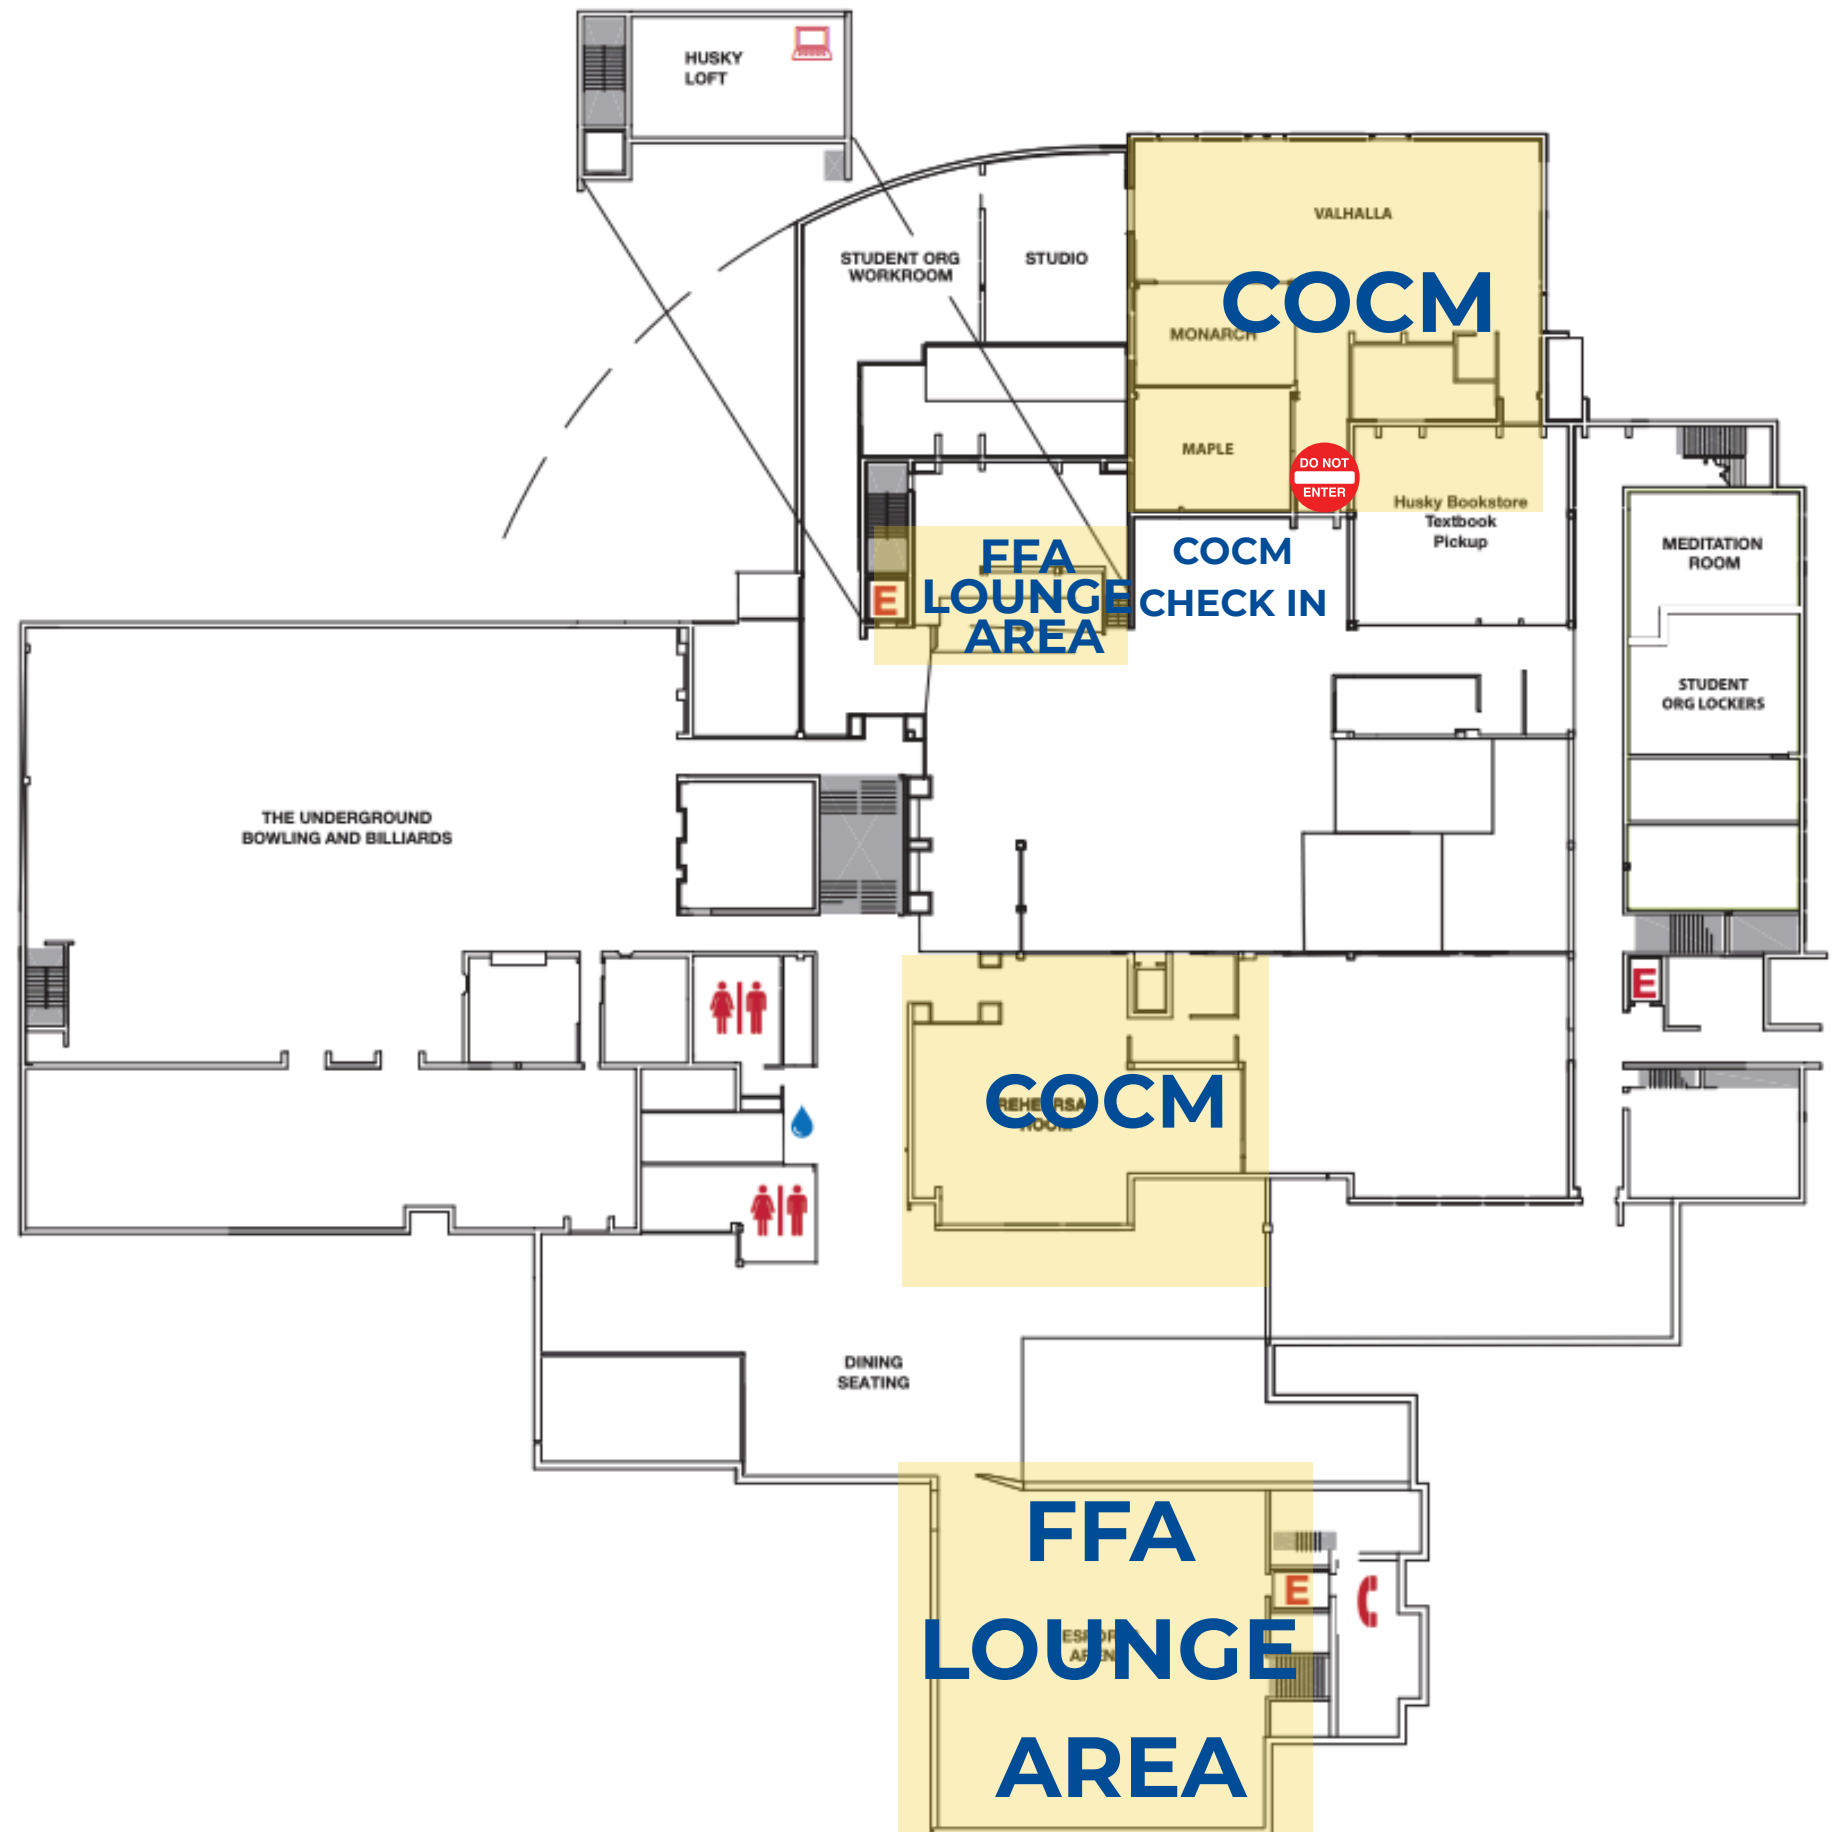 HUSKY
LOFT
VALHALLA
STUDENT ORG
WORKROOM
STUDIO
COCM
MONARCH
MAPLE
DO NOT
ENTER
Husky Bookstore
Textbook
Pickup
MEDITATION
ROOM
FFA
LOUNGE
AREA
E
COCM
CHECK IN
STUDENT
ORG LOCKERS
THE UNDERGROUND
BOWLING AND BILLIARDS
E
COCM
DINING
SEATING
FFA
LOUNGE
AREA
E